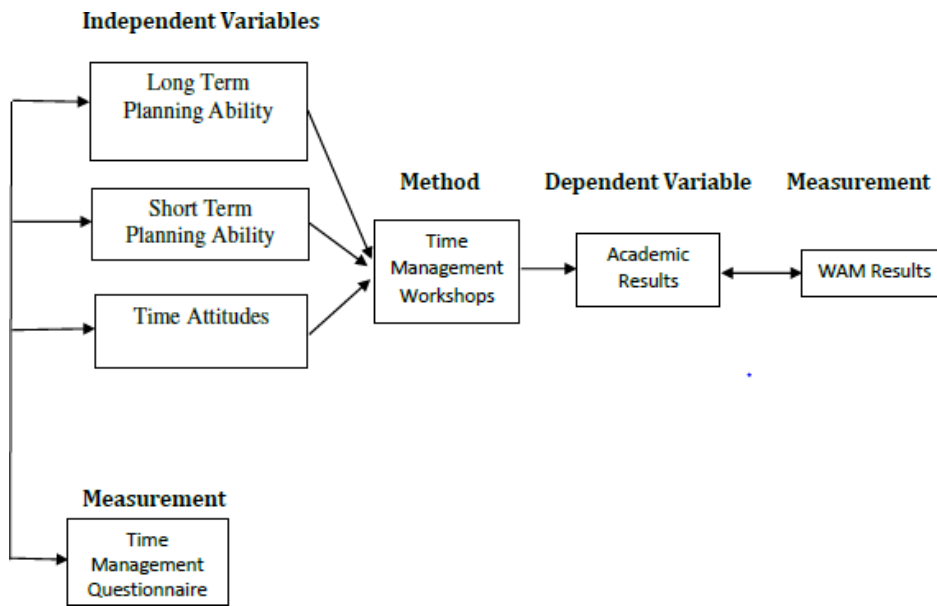 Independent Variables
Long Term
Planning Ability
Short Term
Planning Ability
Time Attitudes
Method
Time
Management
Workshops
Dependent Variable
Academic
Results
Measurement
WAM Results
Measurement
Time
Management
Questionnaire